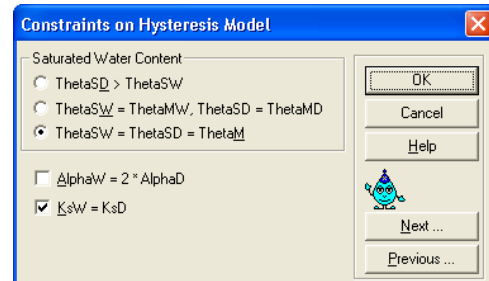 Constraints on Hysteresis Model
Saturated Water Content
ThetaSD > ThetaSW
ThetaSW = ThetaMW, ThetaSD = ThetaMD
ThetaSW = ThetaSD = ThetaM
AlphaW = 2 * AlphaD
KsW = KsD
OK
Cancel
Help
Next ...
Previous ...